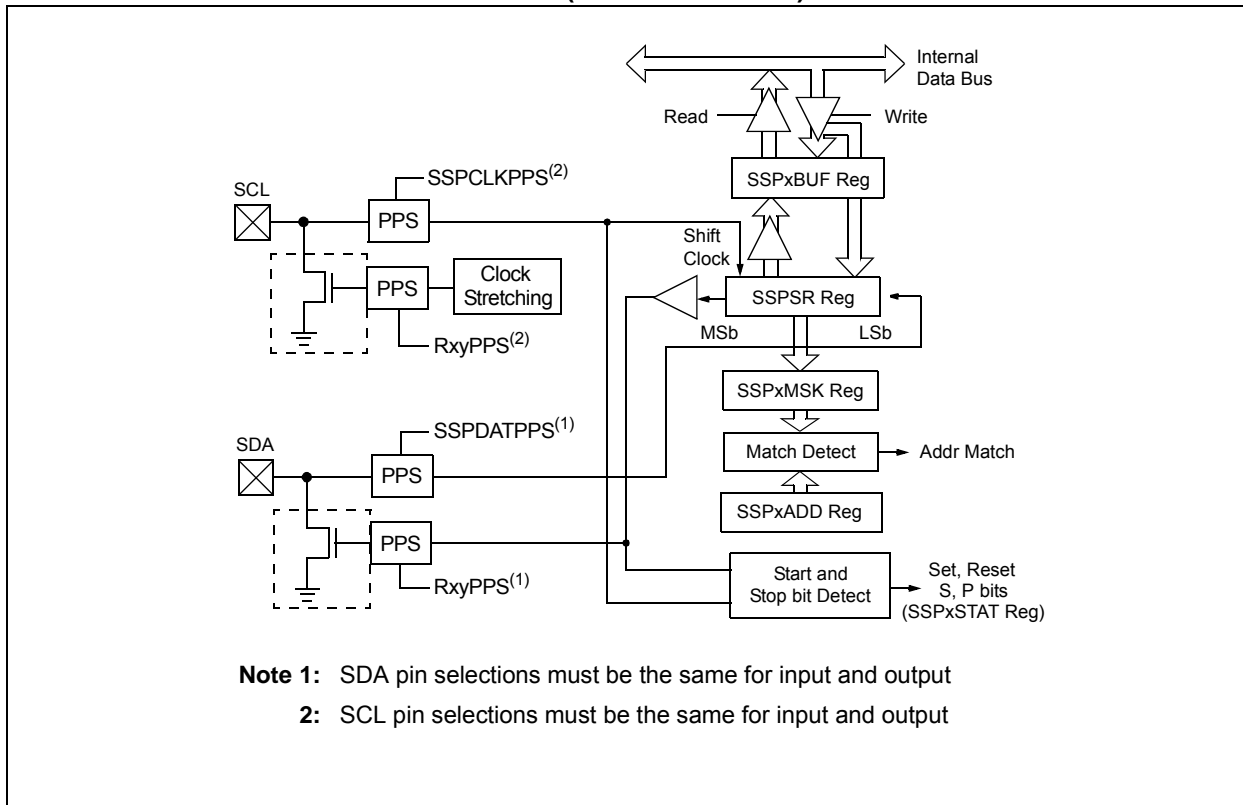 Internal
Data Bus
Read
Write
SSPxBUF Reg
SSPCLKPPS(2)
SCL
PPS
Shift
Clock
PPS
Clock
Stretching
SSPSR Reg
MSb
LSb
RxyPPS(2)
SSPxMSK Reg
SSPDATPPS(1)
SDA
PPS
Match Detect
Addr Match
SSPxADD Reg
PPS
RxyPPS(1)
Start and
Stop bit Detect
Set, Reset
S, P bits
(SSPxSTAT Reg)
Note 1: SDA pin selections must be the same for input and output
2: SCL pin selections must be the same for input and output